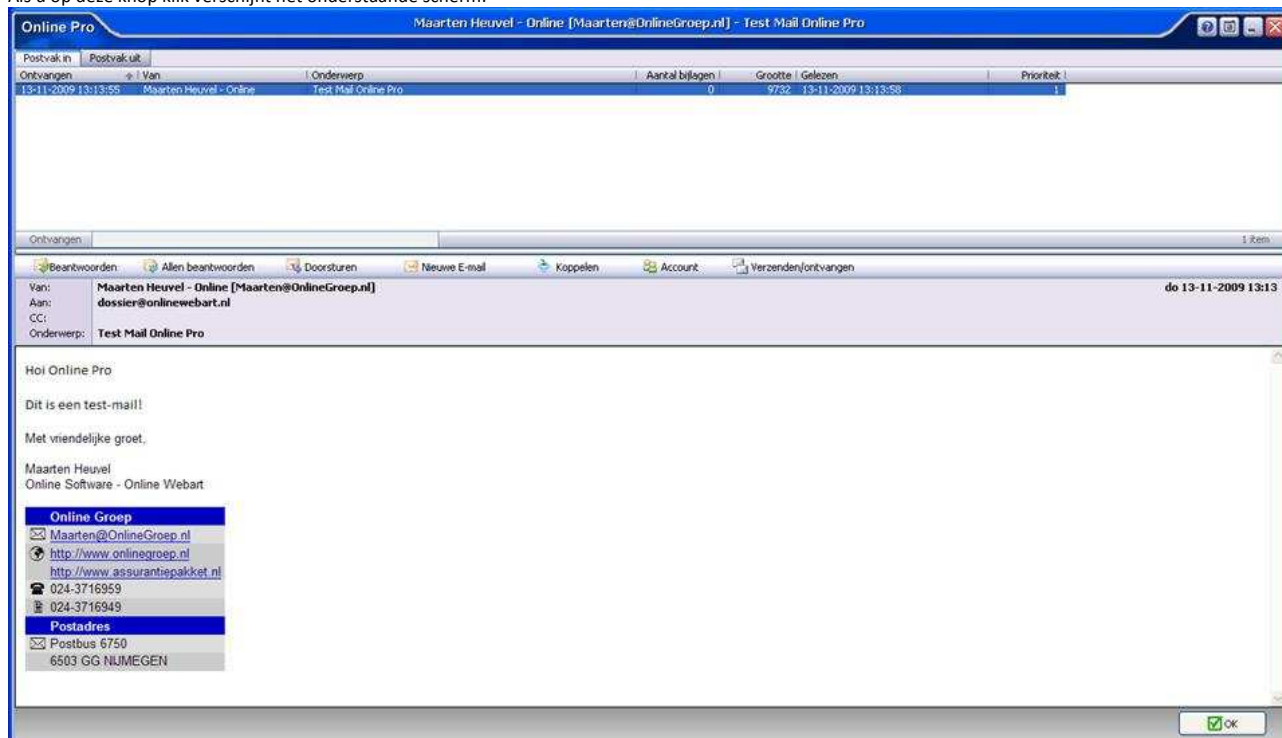 Als u op deze knop klik verschijnt het onderstaande scherm:
Online Pro
Maarten Heuvel - Online [Maarten@OnlineGroep.nl] - Test Mail Online Pro
Postvak in Postvak uit
Ontvangen Van Onderwerp Aantal bijlagen Grootte Gelezen Prioriteit
13-11-2009 13:13:55 Maarten Heuvel - Online Test Mail Online Pro 0 9732 13-11-2009 13:13:58 1
Ontvangen 1 item
Beantwoorden Allen beantwoorden Doorsturen Nieuwe E-mail Koppelen Account Verzenden/ontvangen
Van: Maarten Heuvel - Online [Maarten@OnlineGroep.nl] do 13-11-2009 13:13
Aan: dossier@onlinewebart.nl
CC:
Onderwerp: Test Mail Online Pro
Hoi Online Pro
Dit is een test-mail!
Met vriendelijke groet,
Maarten Heuvel
Online Software - Online Webart
Online Groep
Maarten@OnlineGroep.nl
http://www.onlinegroep.nl
http://www.assurantiepakket.nl
024-3716959
024-3716949
Postadres
Postbus 6750
6503 GG NIJMEGEN
OK